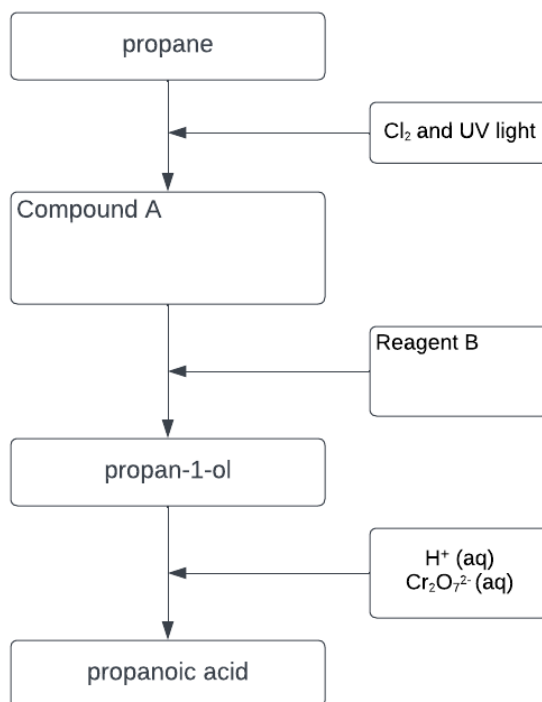 propane
Cl₂ and UV light
Compound A
Reagent B
propan-1-ol
H⁺ (aq)
Cr₂O₇²⁻ (aq)
propanoic acid